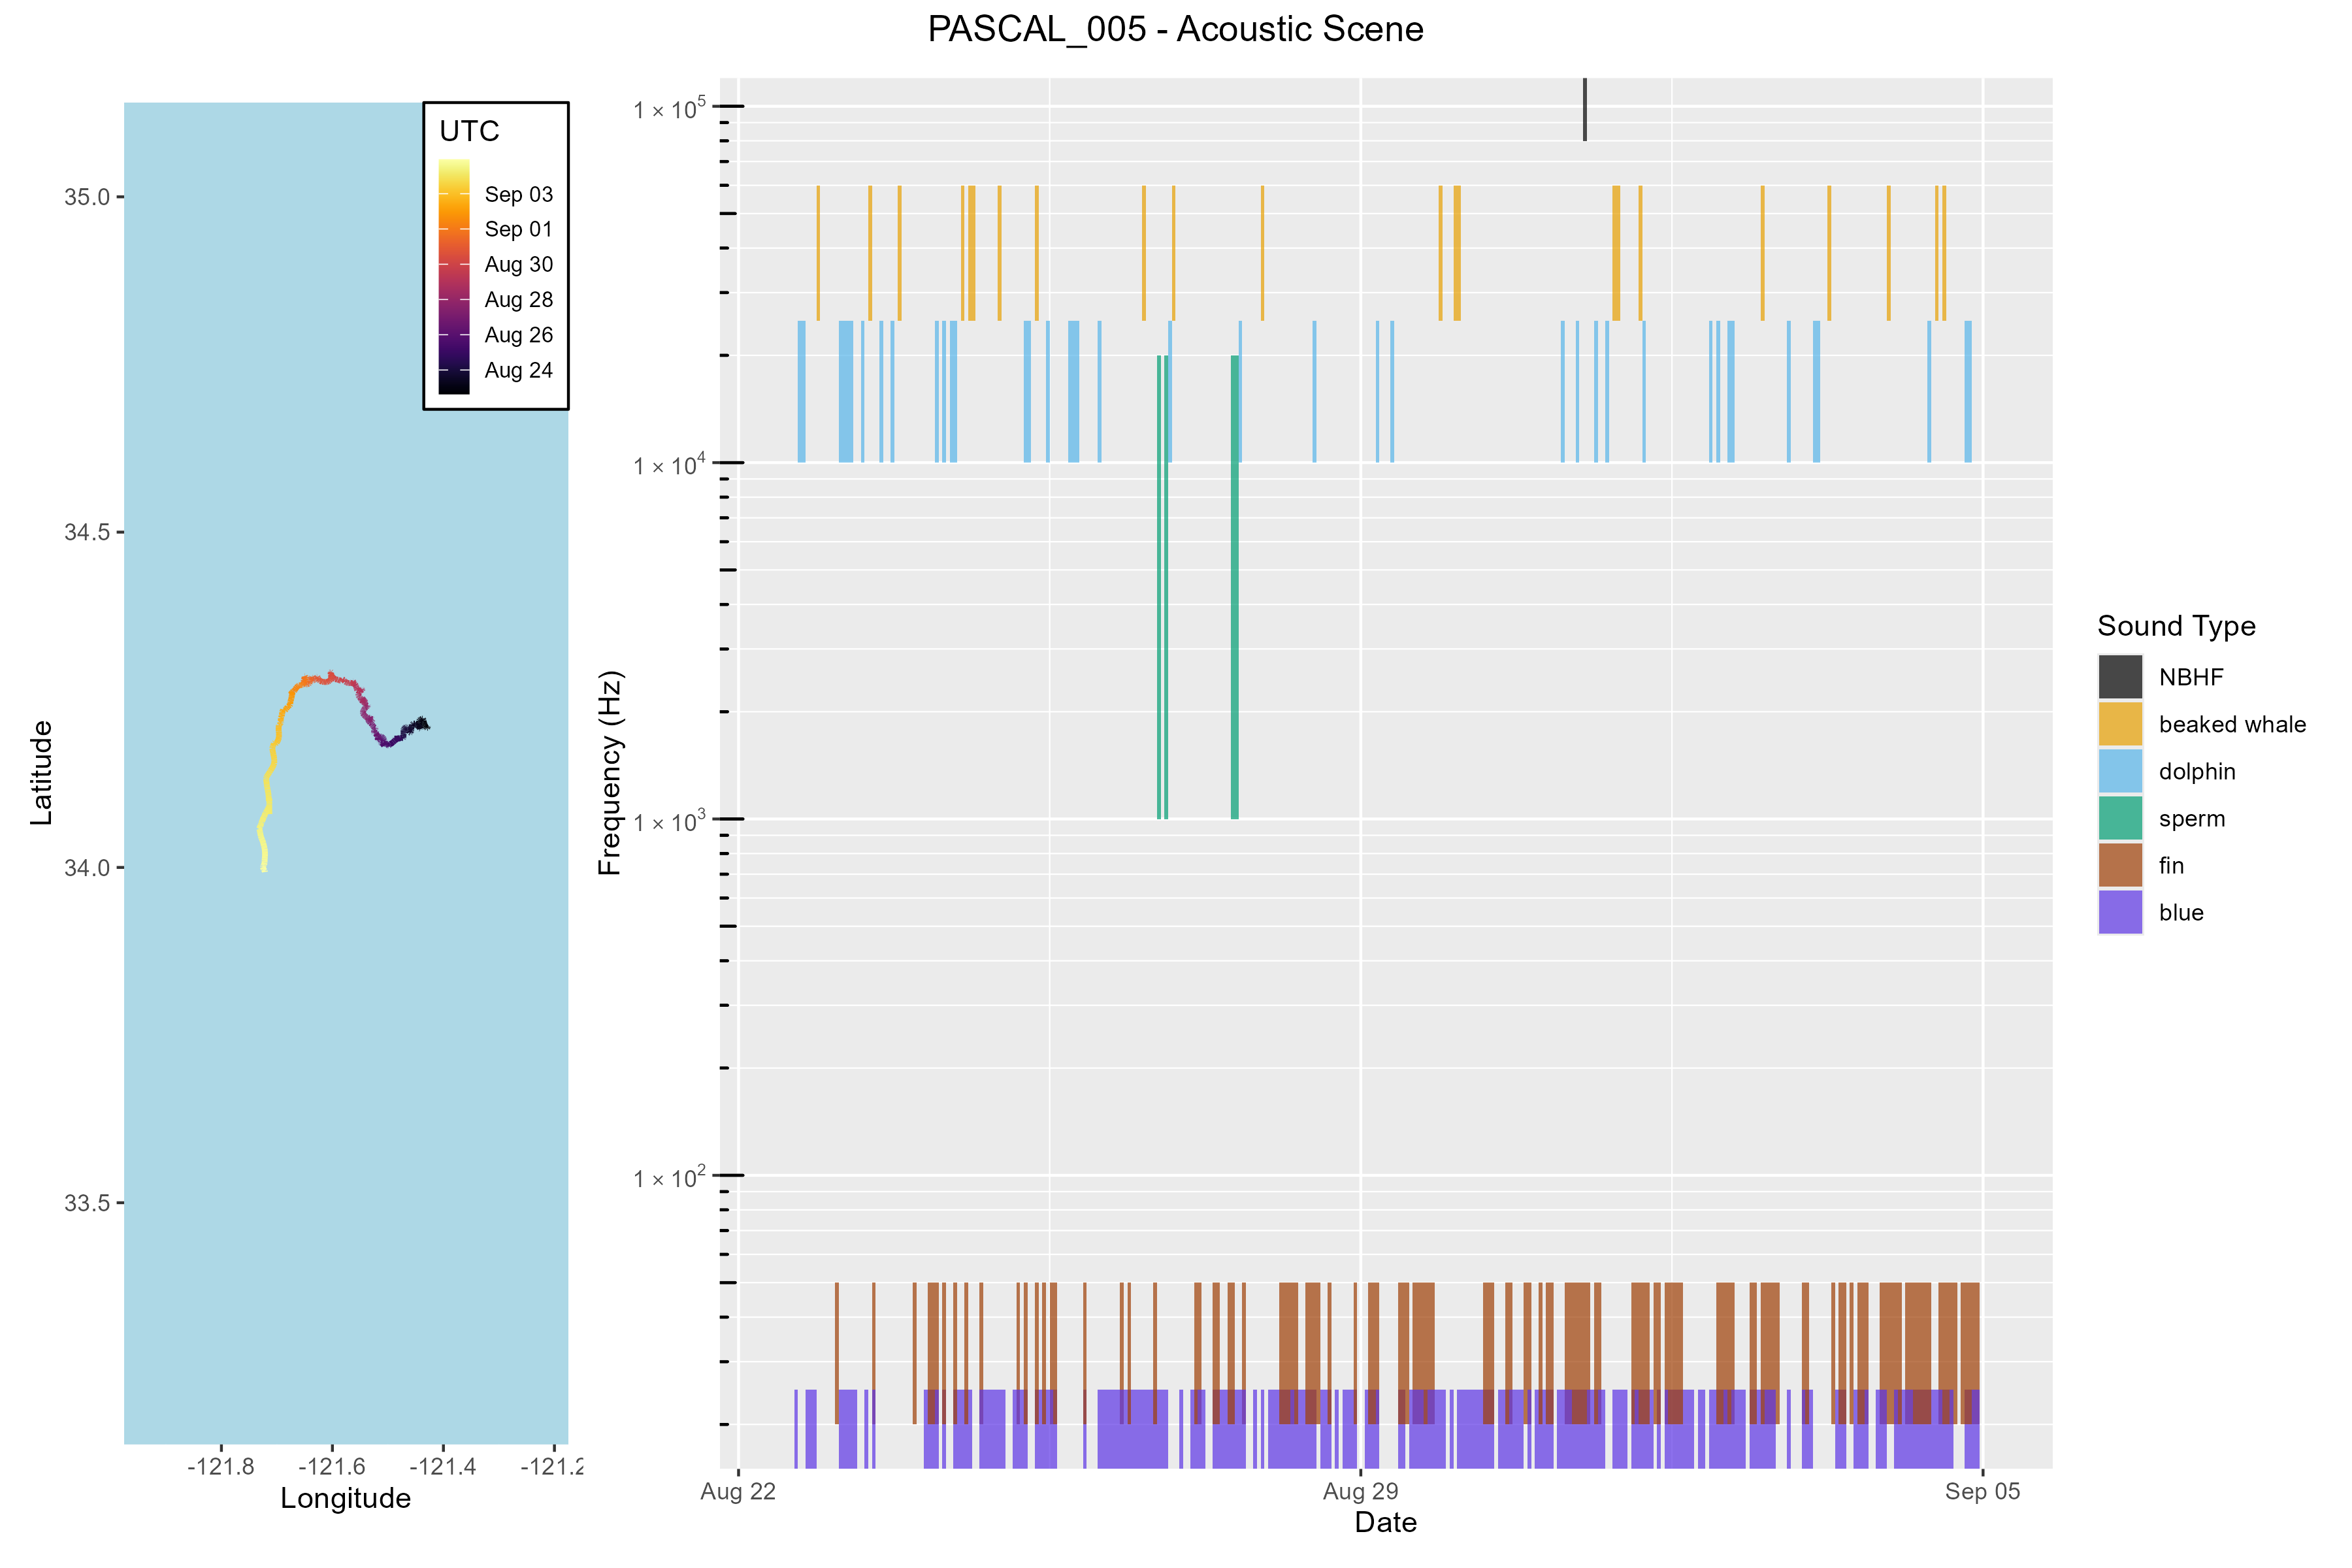 PASCAL_005 - Acoustic Scene
UTC
Sep 03
Sep 01
Aug 30
Aug 28
Aug 26
Aug 24
35.0
34.5
34.0
33.5
Latitude
-121.8 -121.6 -121.4 -121.2
Longitude
1 × 10⁵
1 × 10⁴
1 × 10³
1 × 10²
Frequency (Hz)
Aug 22 Aug 29 Sep 05
Date
Sound Type
NBHF
beaked whale
dolphin
sperm
fin
blue